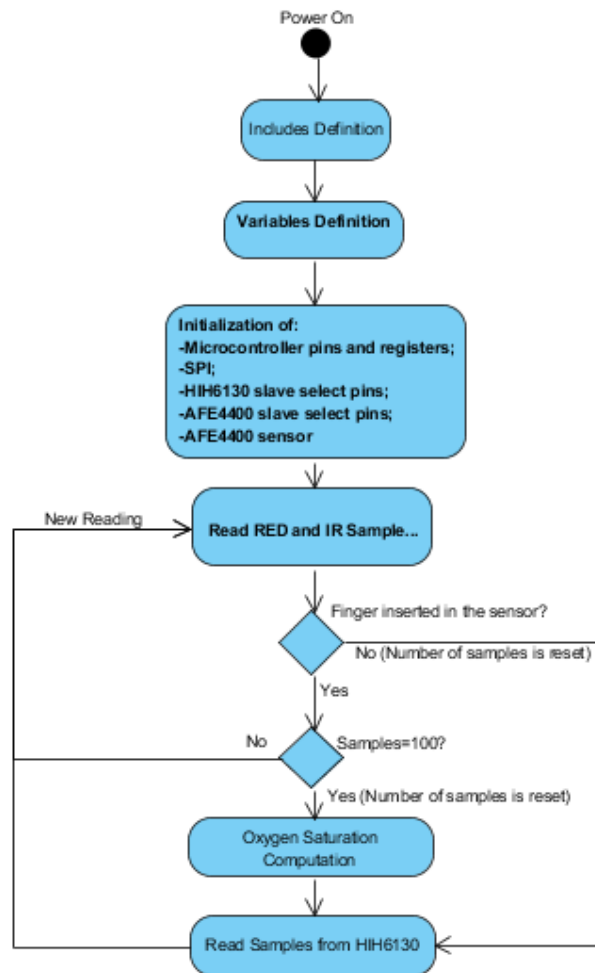 Power On
Includes Definition
Variables Definition
Initialization of:
-Microcontroller pins and registers;
-SPI;
-HIH6130 slave select pins;
-AFE4400 slave select pins;
-AFE4400 sensor
New Reading
Read RED and IR Sample...
Finger inserted in the sensor?
No (Number of samples is reset)
Yes
No
Samples=100?
Yes (Number of samples is reset)
Oxygen Saturation
Computation
Read Samples from HIH6130